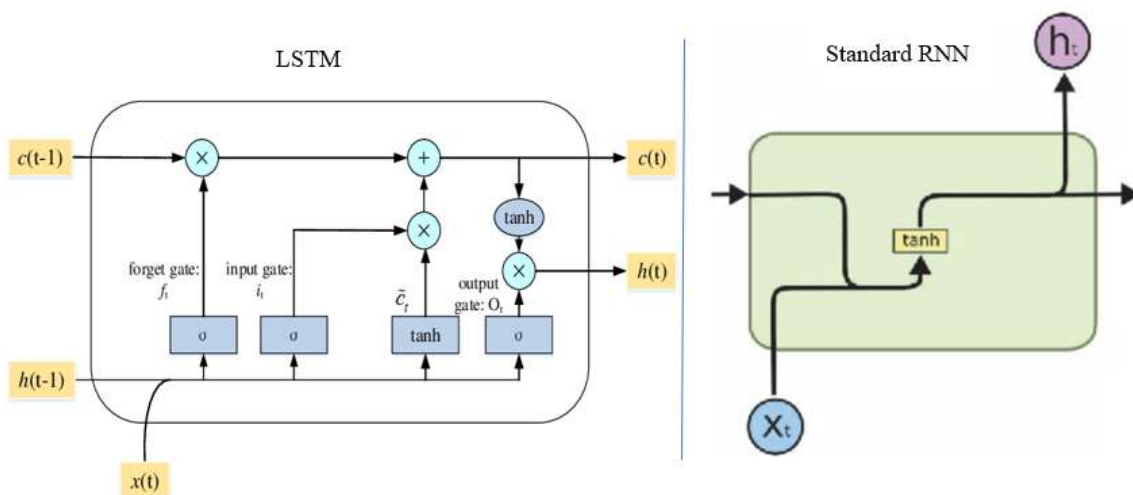 LSTM
c(t-1)
×
+
c(t)
tanh
×
forget gate:
fₜ
input gate:
iₜ
×
h(t)
output
gate: Oₜ
c̃ₜ
σ
σ
tanh
σ
h(t-1)
x(t)
Standard RNN
hₜ
tanh
Xₜ